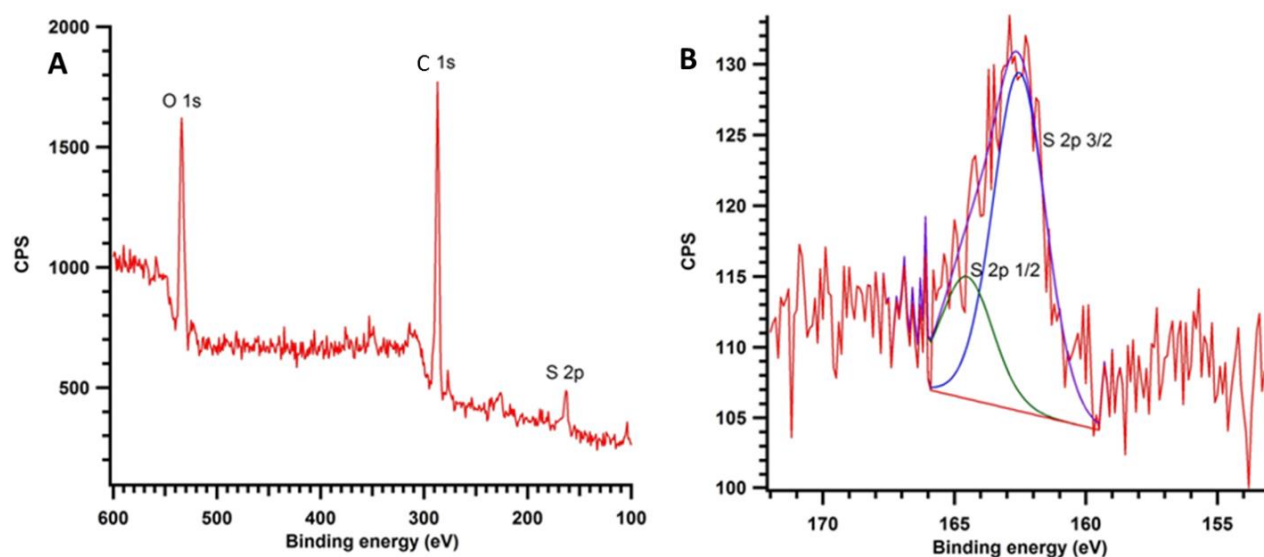 A
2000
1500
1000
500
CPS
O 1s
C 1s
S 2p
600
500
400
300
200
100
Binding energy (eV)
B
130
125
120
115
110
105
100
CPS
S 2p 3/2
S 2p 1/2
170
165
160
155
Binding energy (eV)